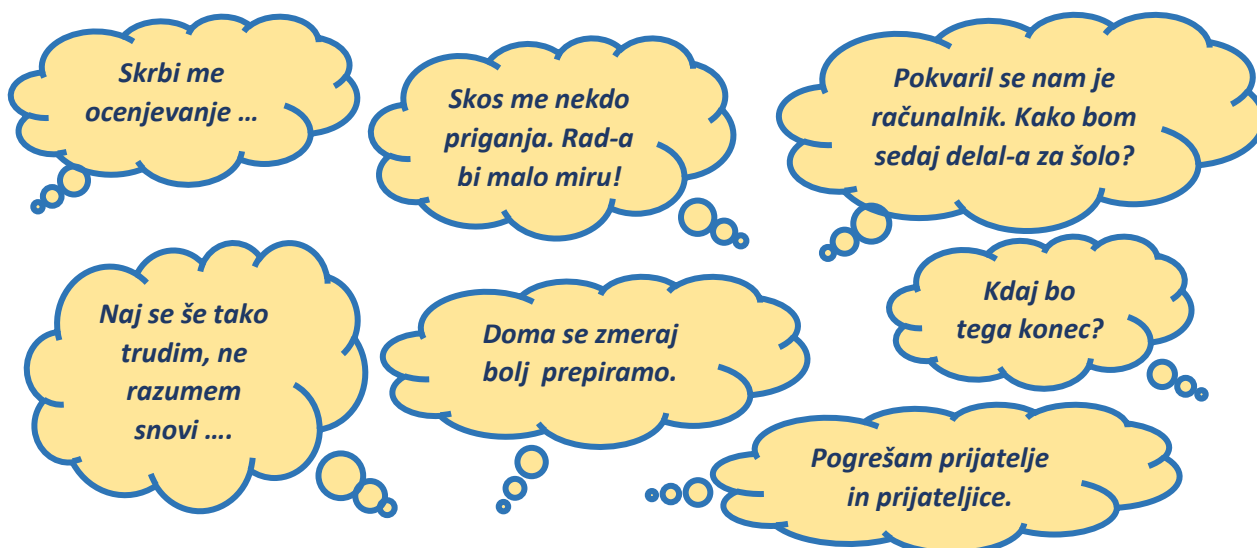 Skrbi me
ocenjevanje …
Skos me nekdo
priganja. Rad-a
bi malo miru!
Pokvaril se nam je
računalnik. Kako bom
sedaj delal-a za šolo?
Naj se še tako
trudim, ne
razumem
snovi ….
Doma se zmeraj
bolj prepiramo.
Kdaj bo
tega konec?
Pogrešam prijatelje
in prijateljice.